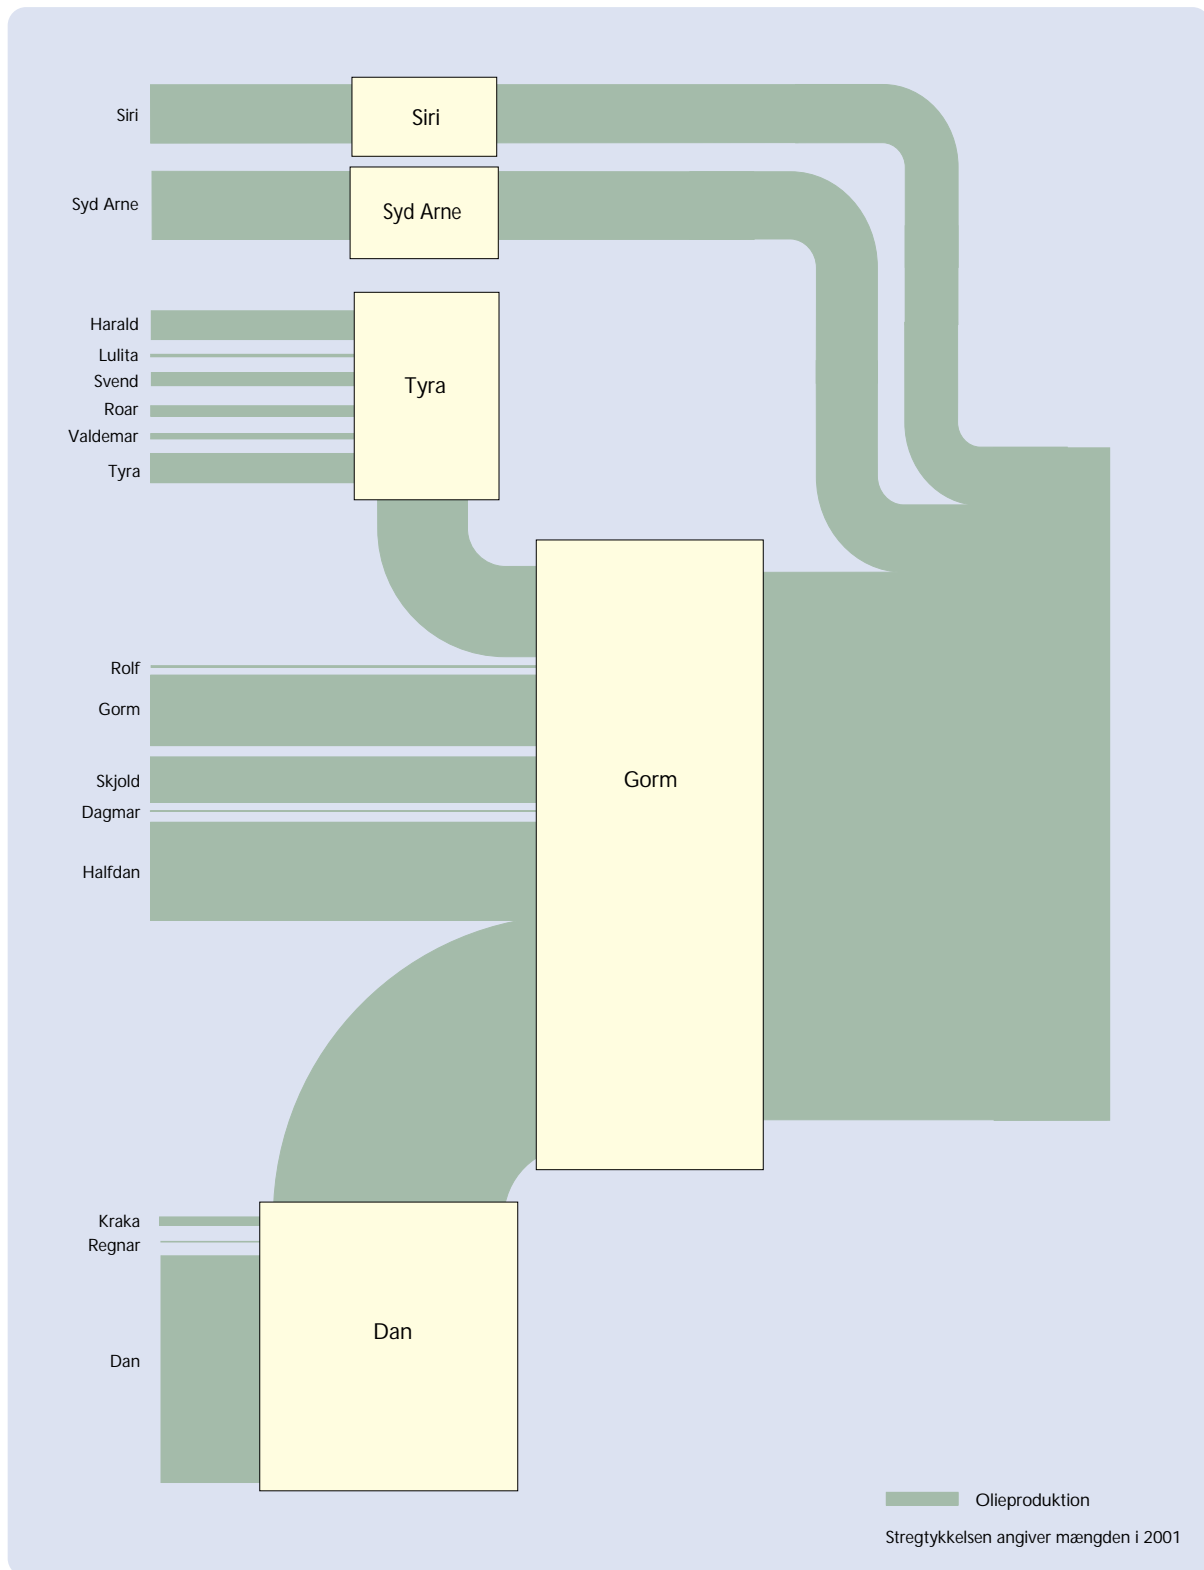 Siri
Siri
Syd Arne
Syd Arne
Harald
Lulita
Svend
Roar
Valdemar
Tyra
Tyra
Rolf
Gorm
Skjold
Dagmar
Halfdan
Gorm
Kraka
Regnar
Dan
Dan
Olieproduktion
Stregtykkelsen angiver mængden i 2001